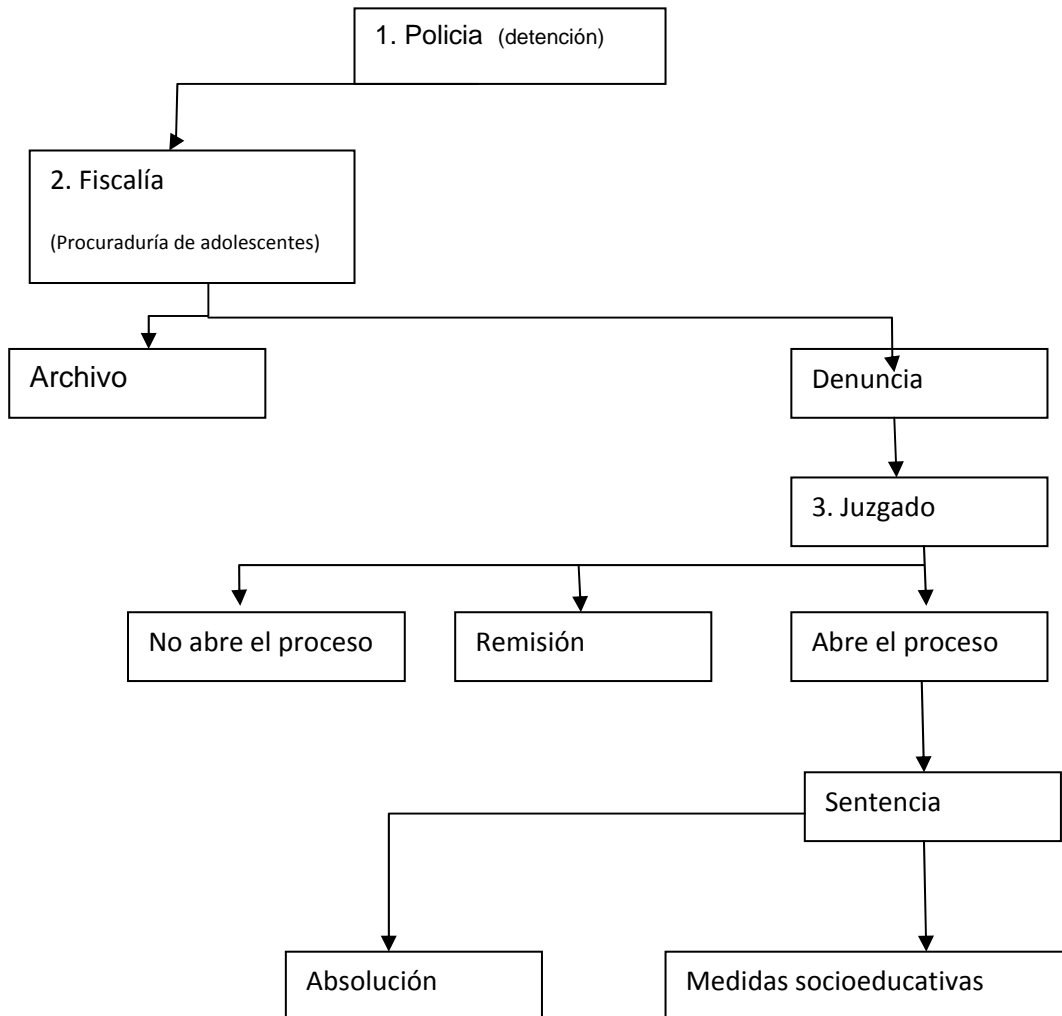 1. Policia (detención)
2. Fiscalía
(Procuraduría de adolescentes)
Archivo
Denuncia
3. Juzgado
No abre el proceso
Remisión
Abre el proceso
Sentencia
Absolución
Medidas socioeducativas